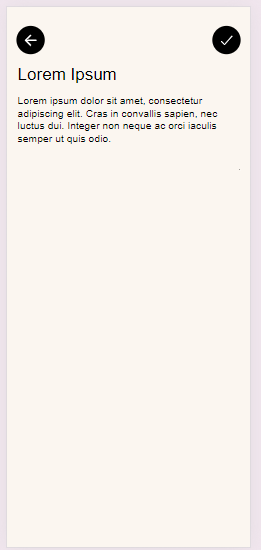 Lorem Ipsum
Lorem ipsum dolor sit amet, consectetur
adipiscing elit. Cras in convallis sapien, nec
luctus dui. Integer non neque ac orci iaculis
semper ut quis odio.